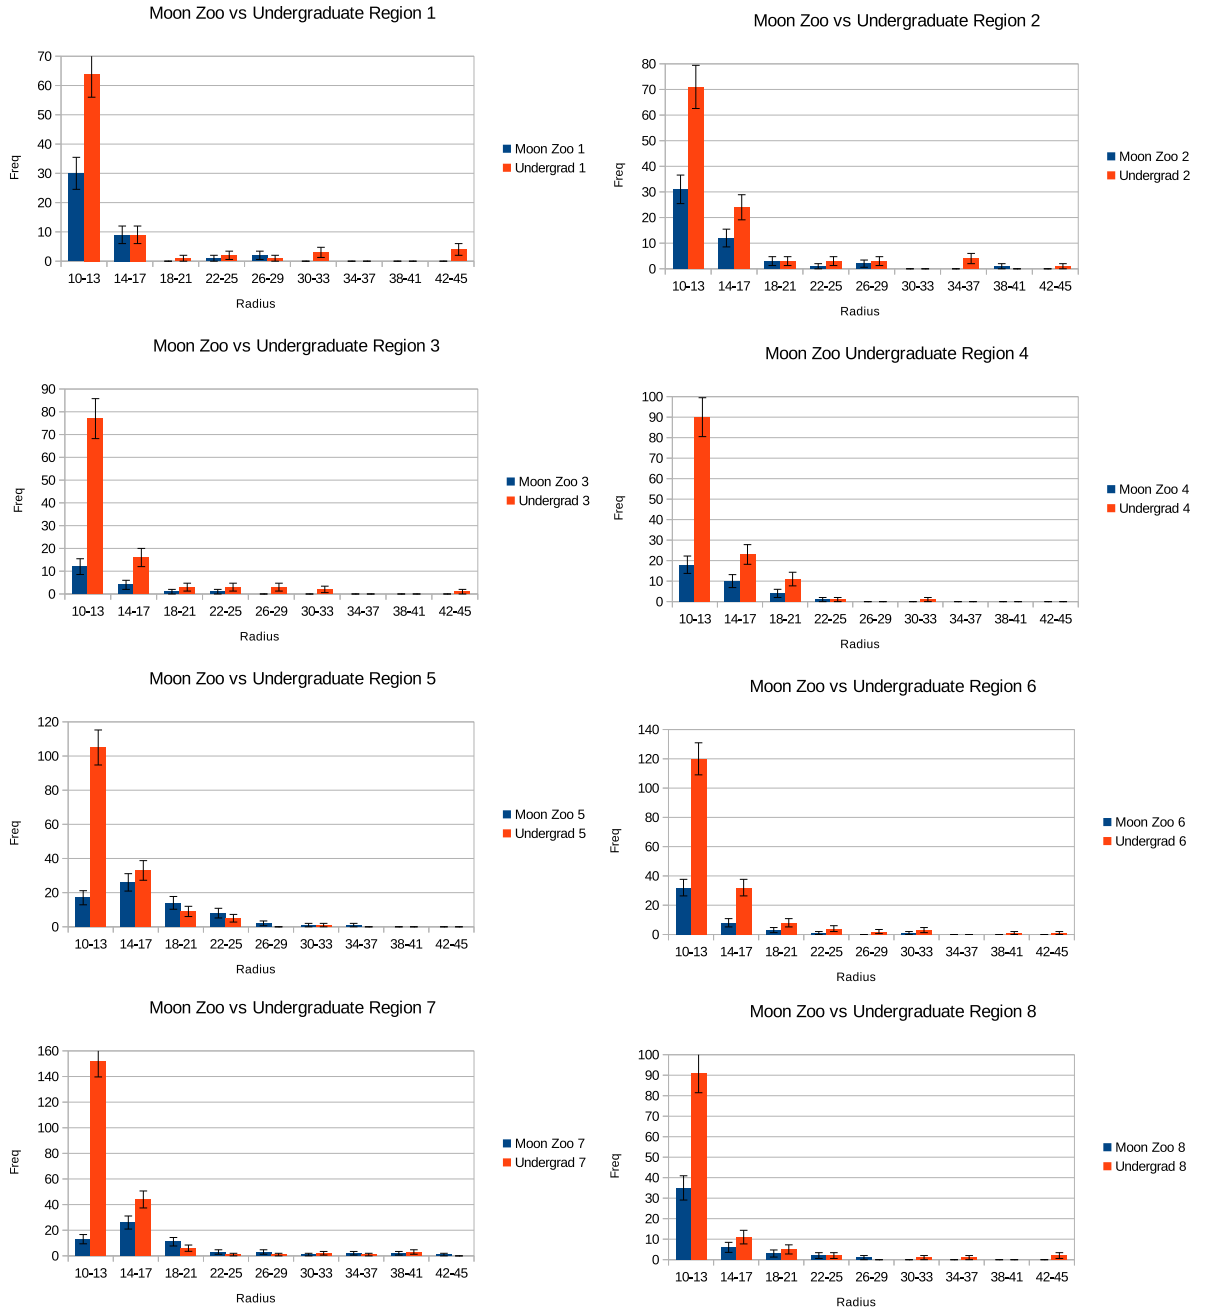 Moon Zoo vs Undergraduate Region 1
70
60
50
40
30
20
10
0
Freq
10-13 14-17 18-21 22-25 26-29 30-33 34-37 38-41 42-45
Radius
Moon Zoo 1
Undergrad 1
Moon Zoo vs Undergraduate Region 2
80
70
60
50
40
30
20
10
0
Freq
10-13 14-17 18-21 22-25 26-29 30-33 34-37 38-41 42-45
Radius
Moon Zoo 2
Undergrad 2
Moon Zoo vs Undergraduate Region 3
90
80
70
60
50
40
30
20
10
0
Freq
10-13 14-17 18-21 22-25 26-29 30-33 34-37 38-41 42-45
Radius
Moon Zoo 3
Undergrad 3
Moon Zoo Undergraduate Region 4
100
90
80
70
60
50
40
30
20
10
0
Freq
10-13 14-17 18-21 22-25 26-29 30-33 34-37 38-41 42-45
Radius
Moon Zoo 4
Undergrad 4
Moon Zoo vs Undergraduate Region 5
120
100
80
60
40
20
0
Freq
10-13 14-17 18-21 22-25 26-29 30-33 34-37 38-41 42-45
Radius
Moon Zoo 5
Undergrad 5
Moon Zoo vs Undergraduate Region 6
140
120
100
80
60
40
20
0
Freq
10-13 14-17 18-21 22-25 26-29 30-33 34-37 38-41 42-45
Radius
Moon Zoo 6
Undergrad 6
Moon Zoo vs Undergraduate Region 7
160
140
120
100
80
60
40
20
0
Freq
10-13 14-17 18-21 22-25 26-29 30-33 34-37 38-41 42-45
Radius
Moon Zoo 7
Undergrad 7
Moon Zoo vs Undergraduate Region 8
100
90
80
70
60
50
40
30
20
10
0
Freq
10-13 14-17 18-21 22-25 26-29 30-33 34-37 38-41 42-45
Radius
Moon Zoo 8
Undergrad 8